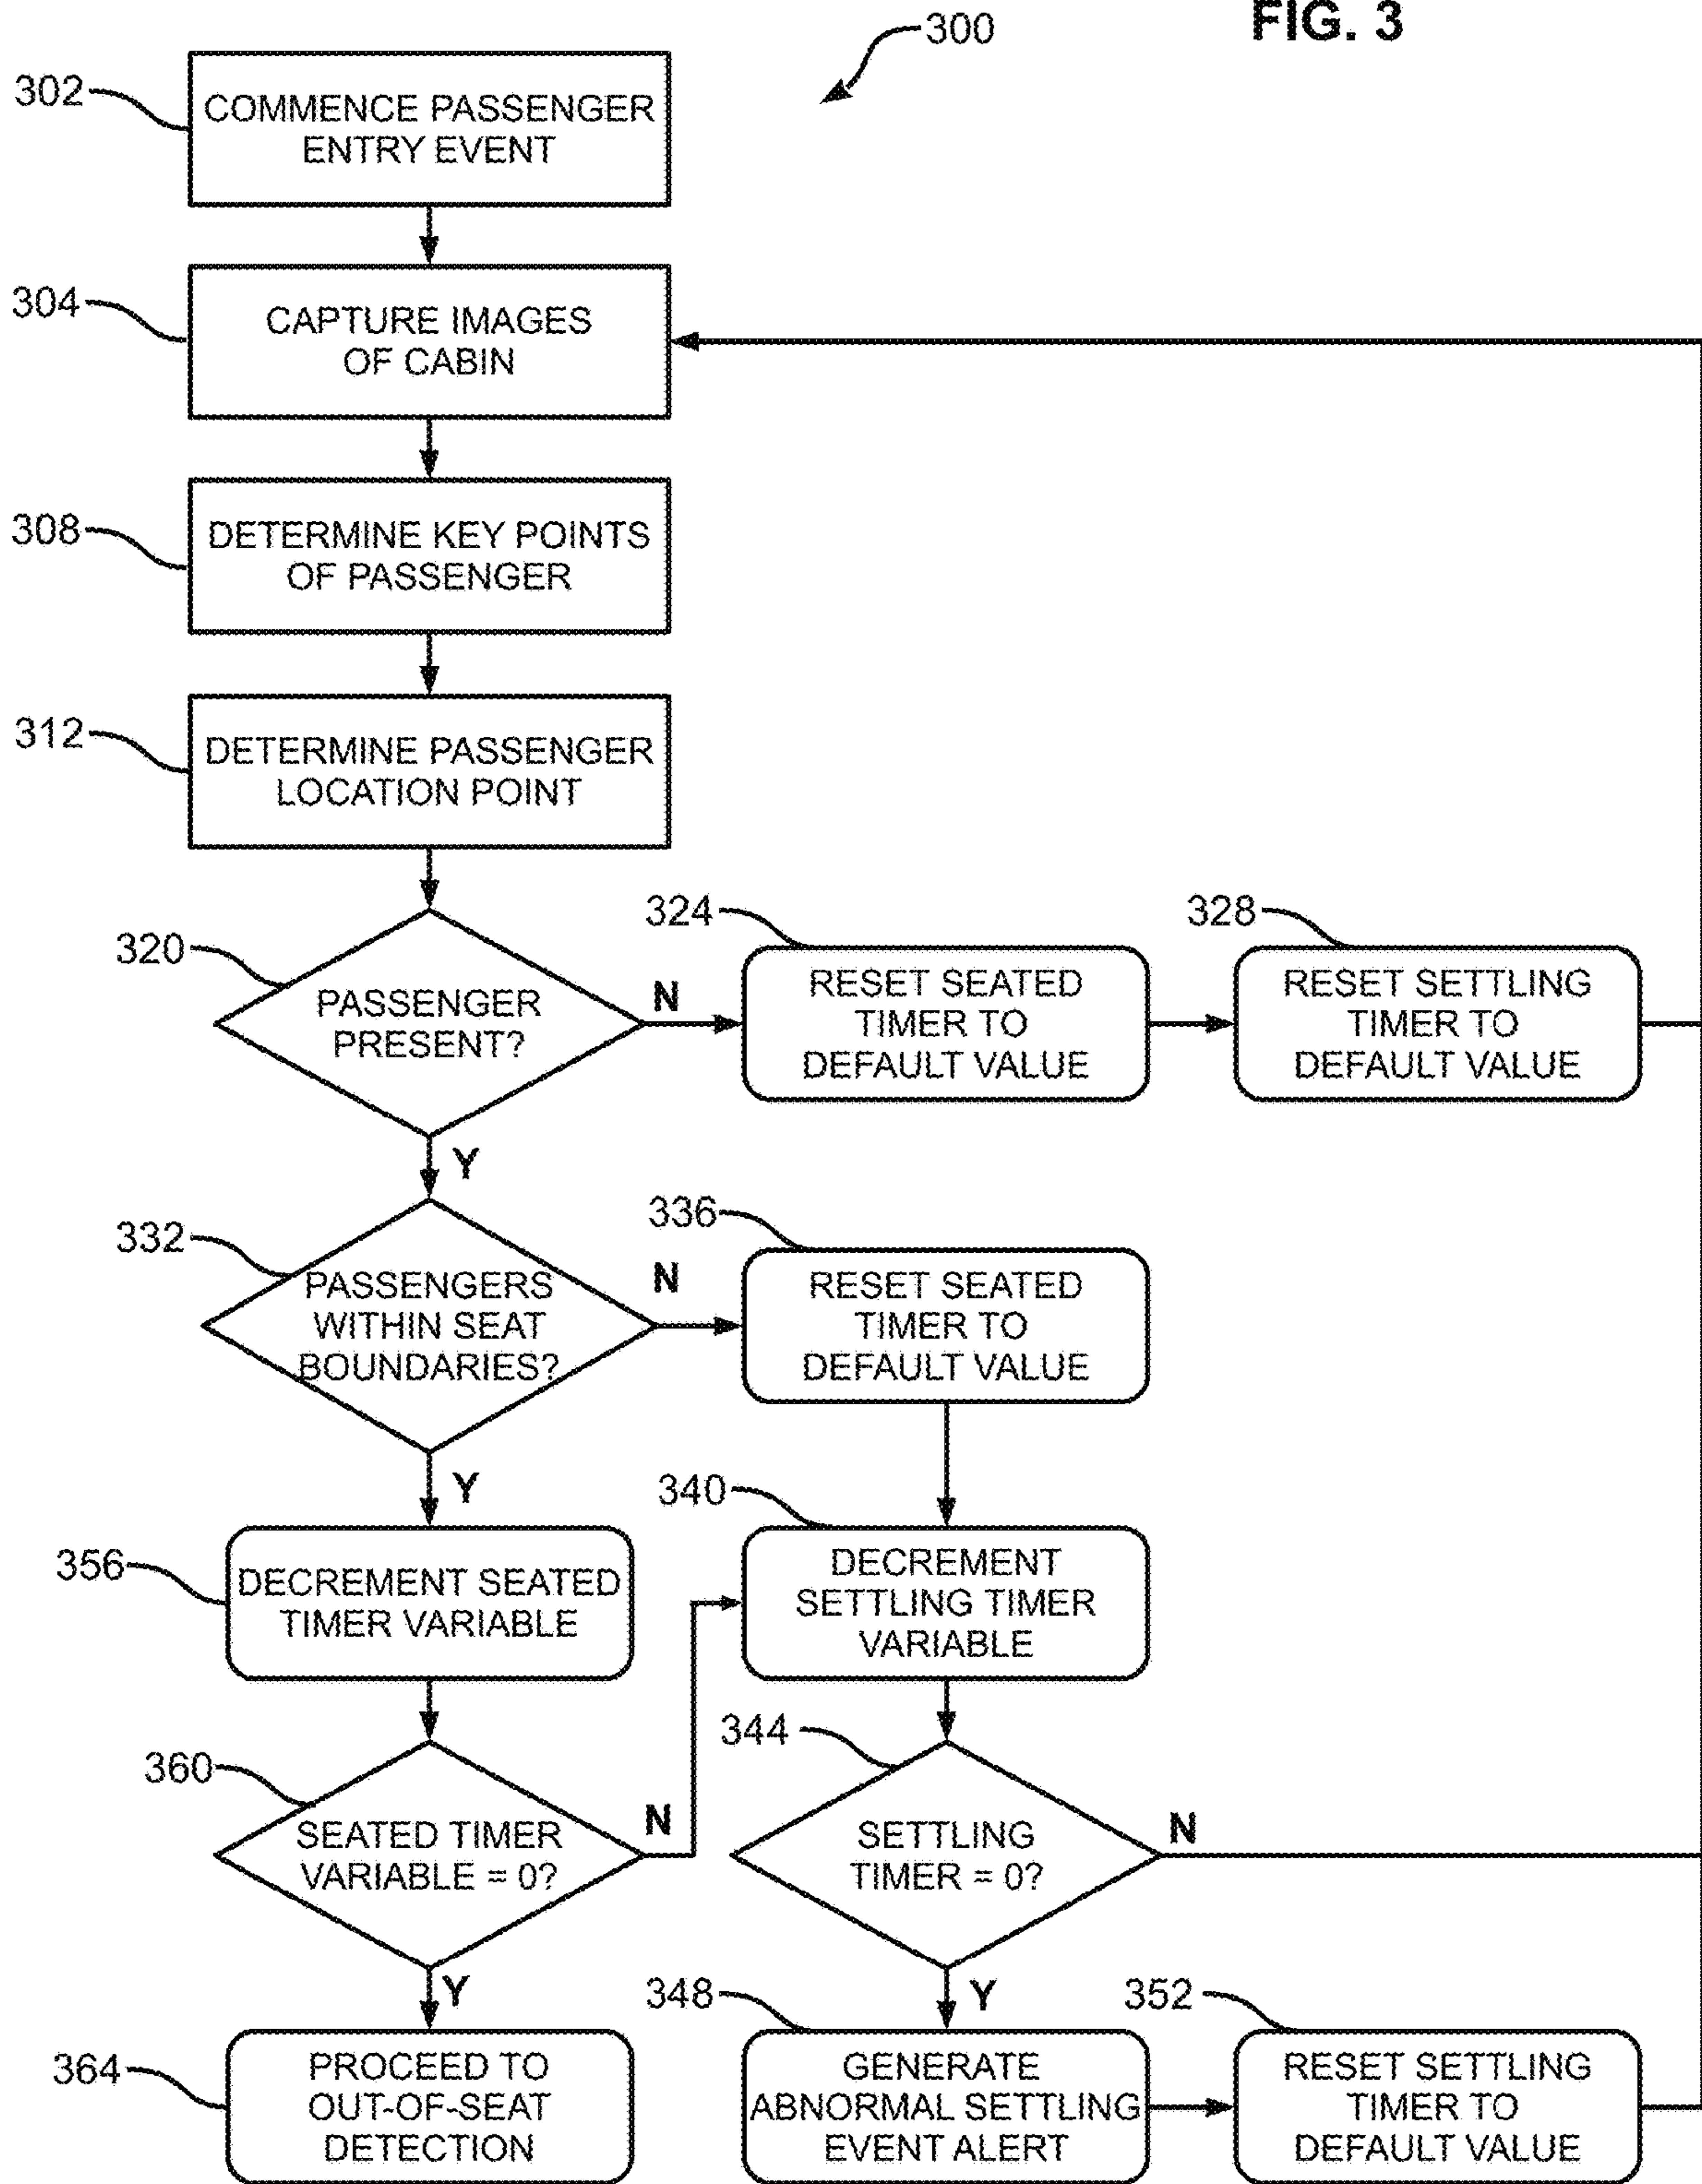 FIG. 3
300
302
COMMENCE PASSENGER
ENTRY EVENT
304
CAPTURE IMAGES
OF CABIN
308
DETERMINE KEY POINTS
OF PASSENGER
312
DETERMINE PASSENGER
LOCATION POINT
320
PASSENGER
PRESENT?
N
324
RESET SEATED
TIMER TO
DEFAULT VALUE
328
RESET SETTLING
TIMER TO
DEFAULT VALUE
Y
332
PASSENGERS
WITHIN SEAT
BOUNDARIES?
N
336
RESET SEATED
TIMER TO
DEFAULT VALUE
Y
356
DECREMENT SEATED
TIMER VARIABLE
340
DECREMENT
SETTLING TIMER
VARIABLE
360
SEATED TIMER
VARIABLE = 0?
N
344
SETTLING
TIMER = 0?
N
Y
364
PROCEED TO
OUT-OF-SEAT
DETECTION
Y
348
GENERATE
ABNORMAL SETTLING
EVENT ALERT
352
RESET SETTLING
TIMER TO
DEFAULT VALUE